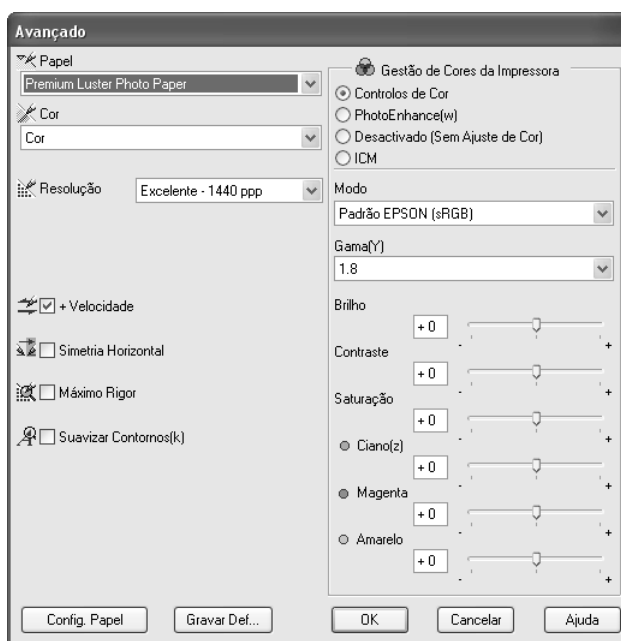 Avançado
Papel
Premium Luster Photo Paper
Cor
Cor
Resolução
Excelente - 1440 ppp
+ Velocidade
Simetria Horizontal
Máximo Rigor
Suavizar Contornos(k)
Gestão de Cores da Impressora
Controlos de Cor
PhotoEnhance(w)
Desactivado (Sem Ajuste de Cor)
ICM
Modo
Padrão EPSON (sRGB)
Gama(Y)
1.8
Brilho
+ 0
- +
Contraste
+ 0
- +
Saturação
+ 0
- +
Ciano(z)
+ 0
- +
Magenta
+ 0
- +
Amarelo
+ 0
- +
Config. Papel
Gravar Def...
OK
Cancelar
Ajuda